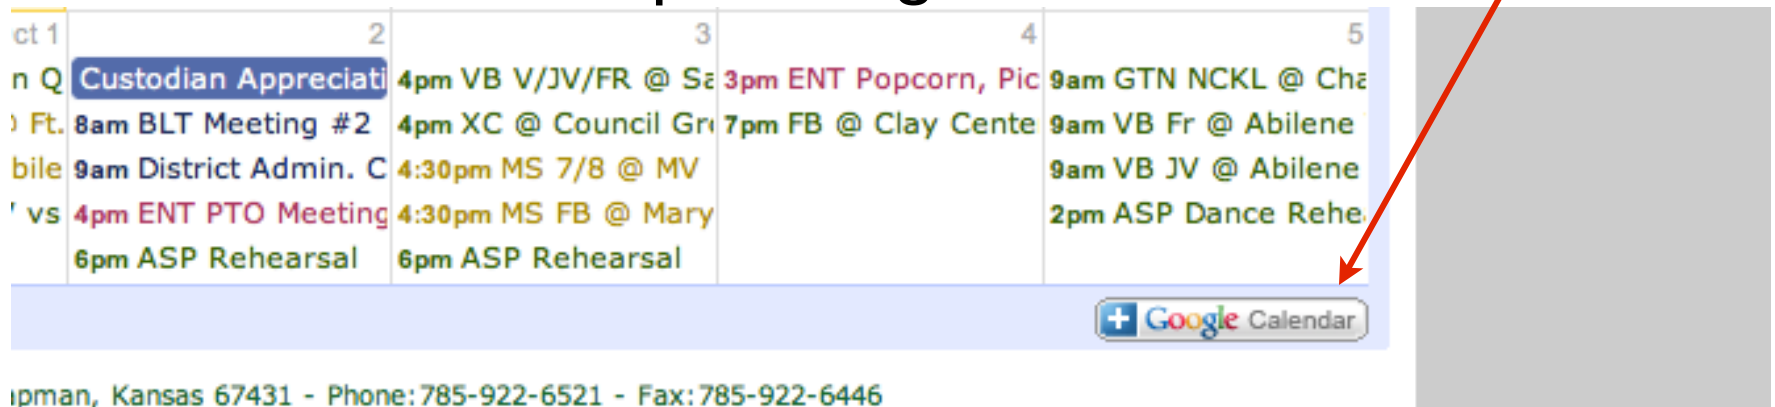 ct 1 2 3 4 5
n Q Custodian Appreciati 4pm VB V/JV/FR @ Sa 3pm ENT Popcorn, Pic 9am GTN NCKL @ Cha
Ft. 8am BLT Meeting #2 4pm XC @ Council Gr 7pm FB @ Clay Cente 9am VB Fr @ Abilene
bile 9am District Admin. C 4:30pm MS 7/8 @ MV 9am VB JV @ Abilene
vs 4pm ENT PTO Meeting 4:30pm MS FB @ Mary 2pm ASP Dance Rehe
6pm ASP Rehearsal 6pm ASP Rehearsal
+ Google Calendar
apman, Kansas 67431 - Phone:785-922-6521 - Fax:785-922-6446